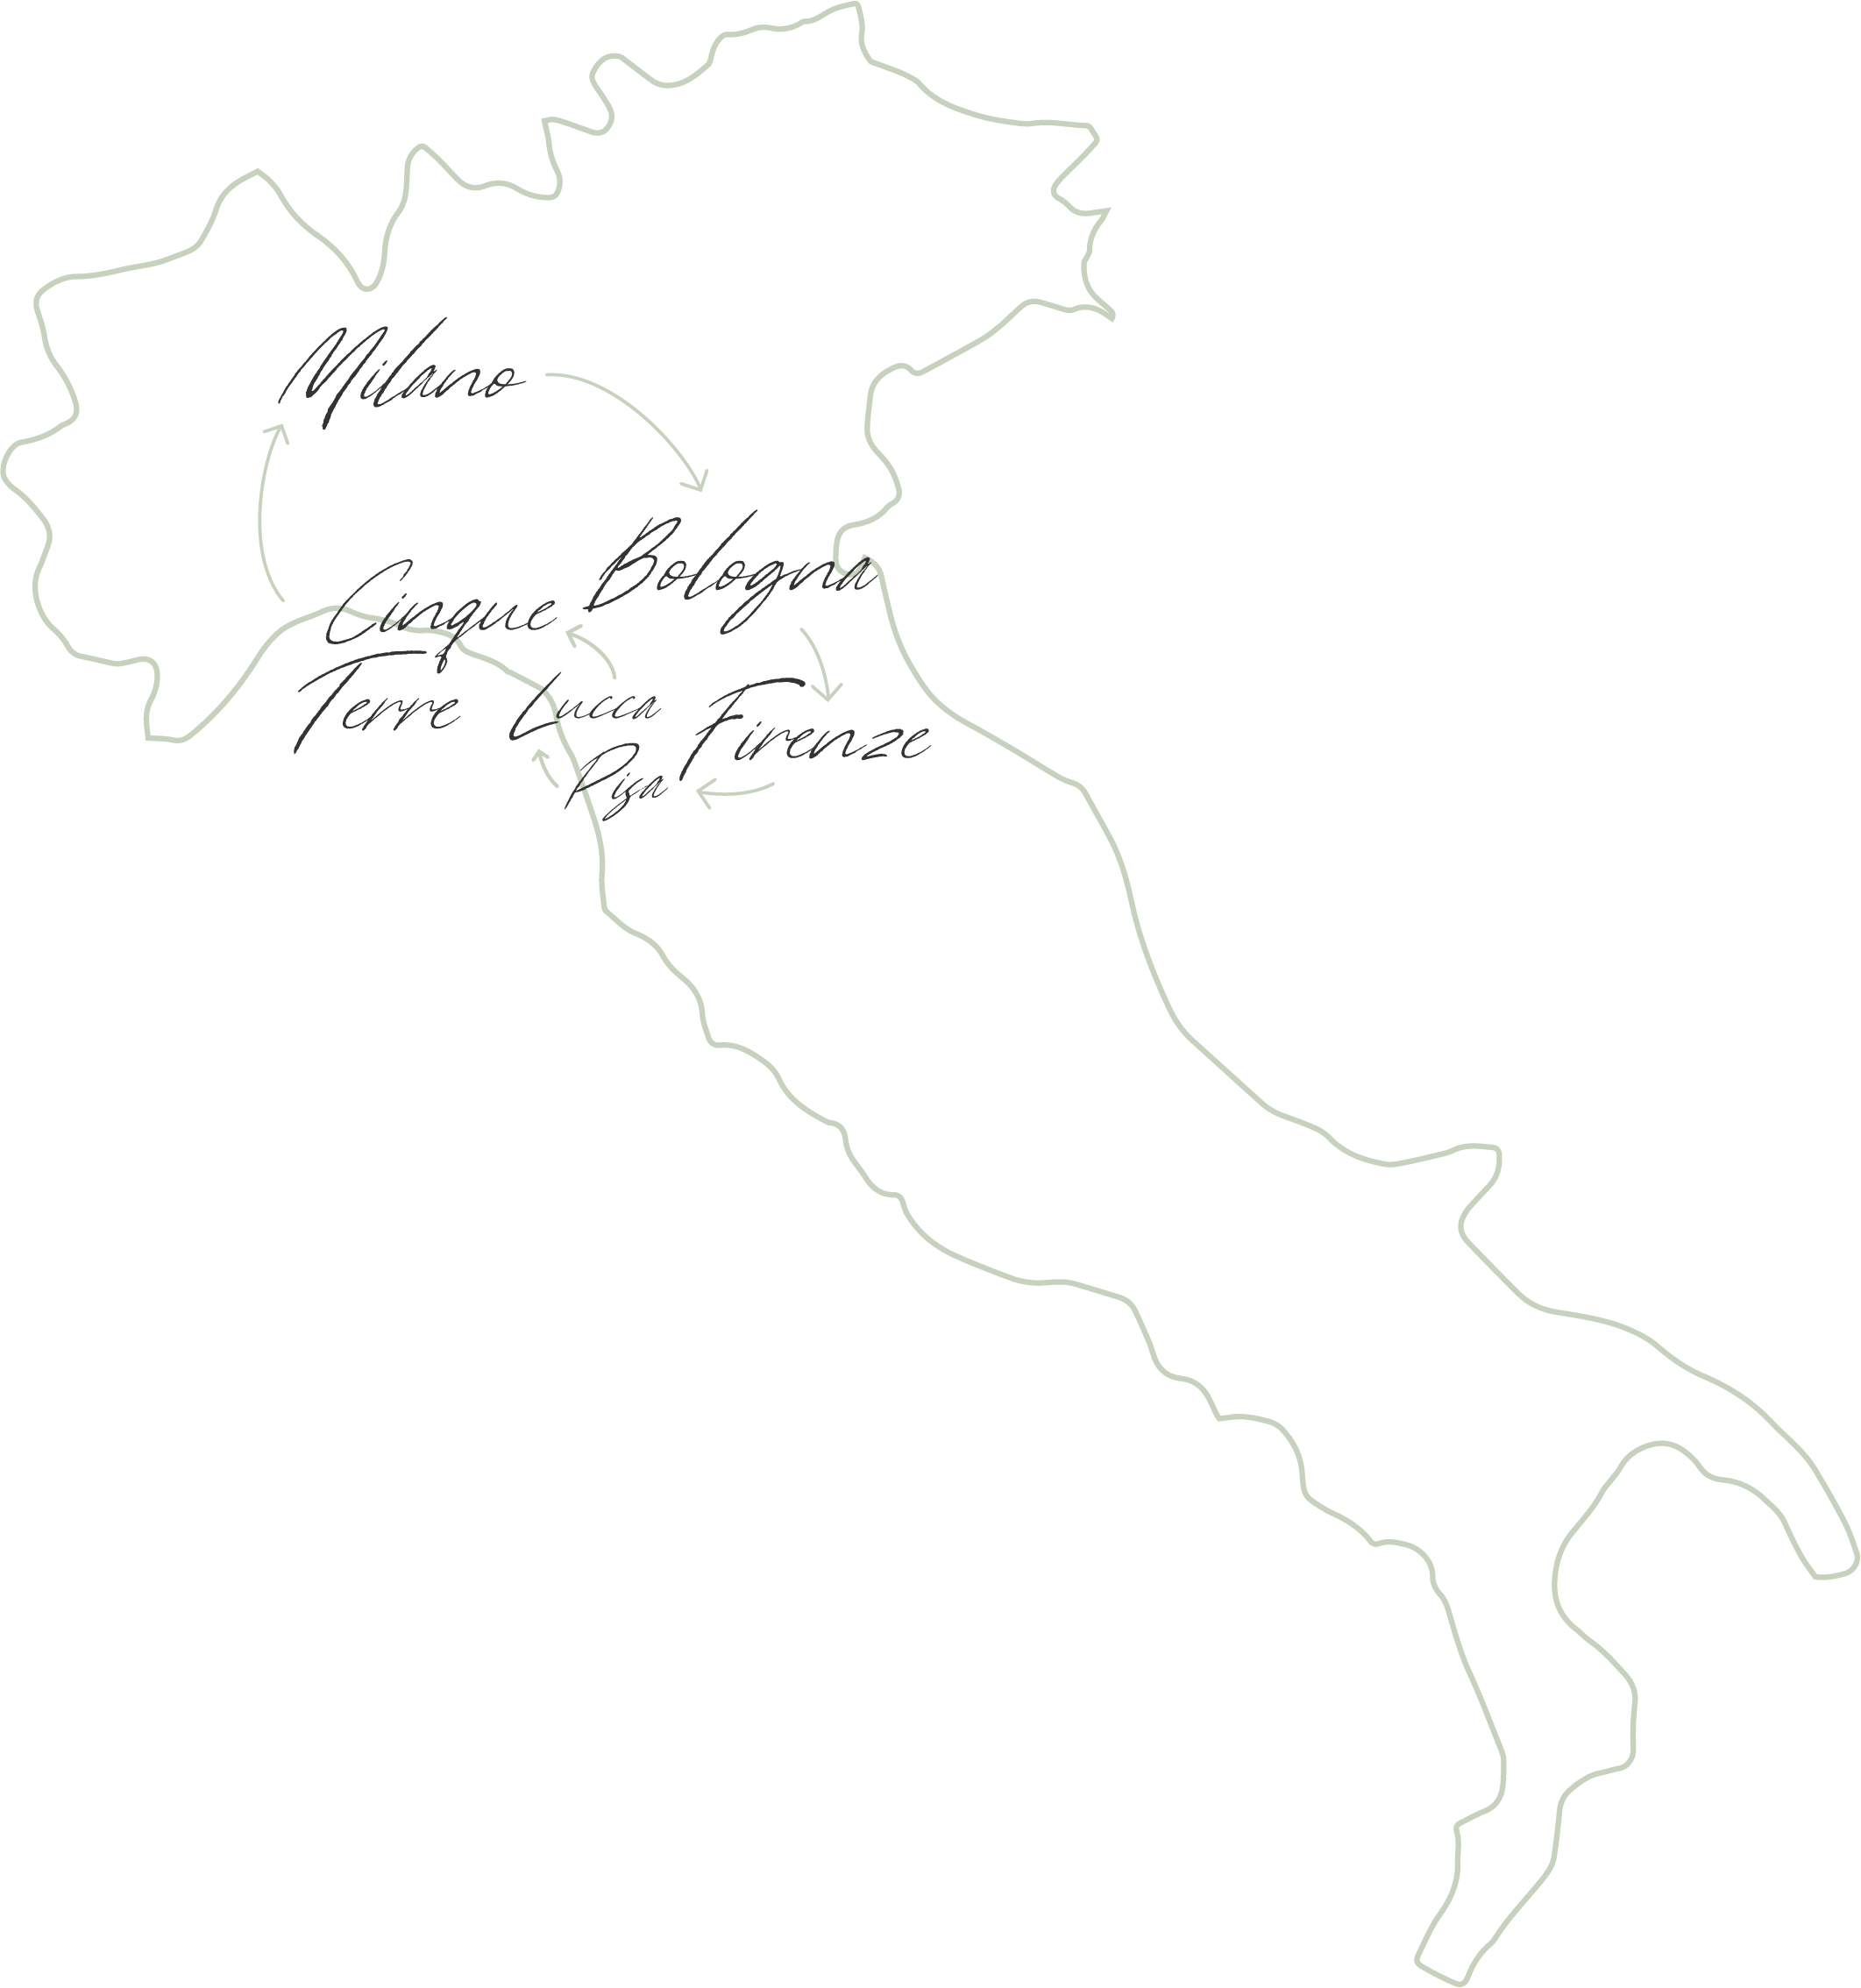 Milano
Bologna
Cinque
Terre
Lucca
Firenze
Pisa